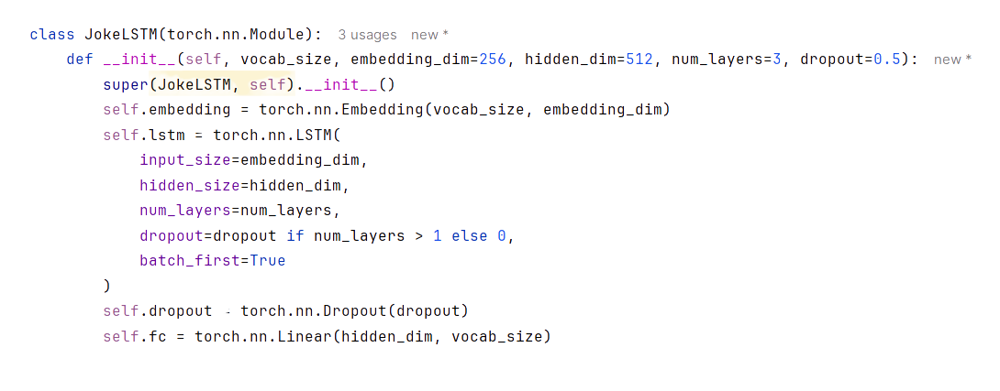 class JokeLSTM(torch.nn.Module): 3 usages new *
def __init__(self, vocab_size, embedding_dim=256, hidden_dim=512, num_layers=3, dropout=0.5): new *
super(JokeLSTM, self).__init__()
self.embedding = torch.nn.Embedding(vocab_size, embedding_dim)
self.lstm = torch.nn.LSTM(
input_size=embedding_dim,
hidden_size=hidden_dim,
num_layers=num_layers,
dropout=dropout if num_layers > 1 else 0,
batch_first=True
)
self.dropout - torch.nn.Dropout(dropout)
self.fc = torch.nn.Linear(hidden_dim, vocab_size)